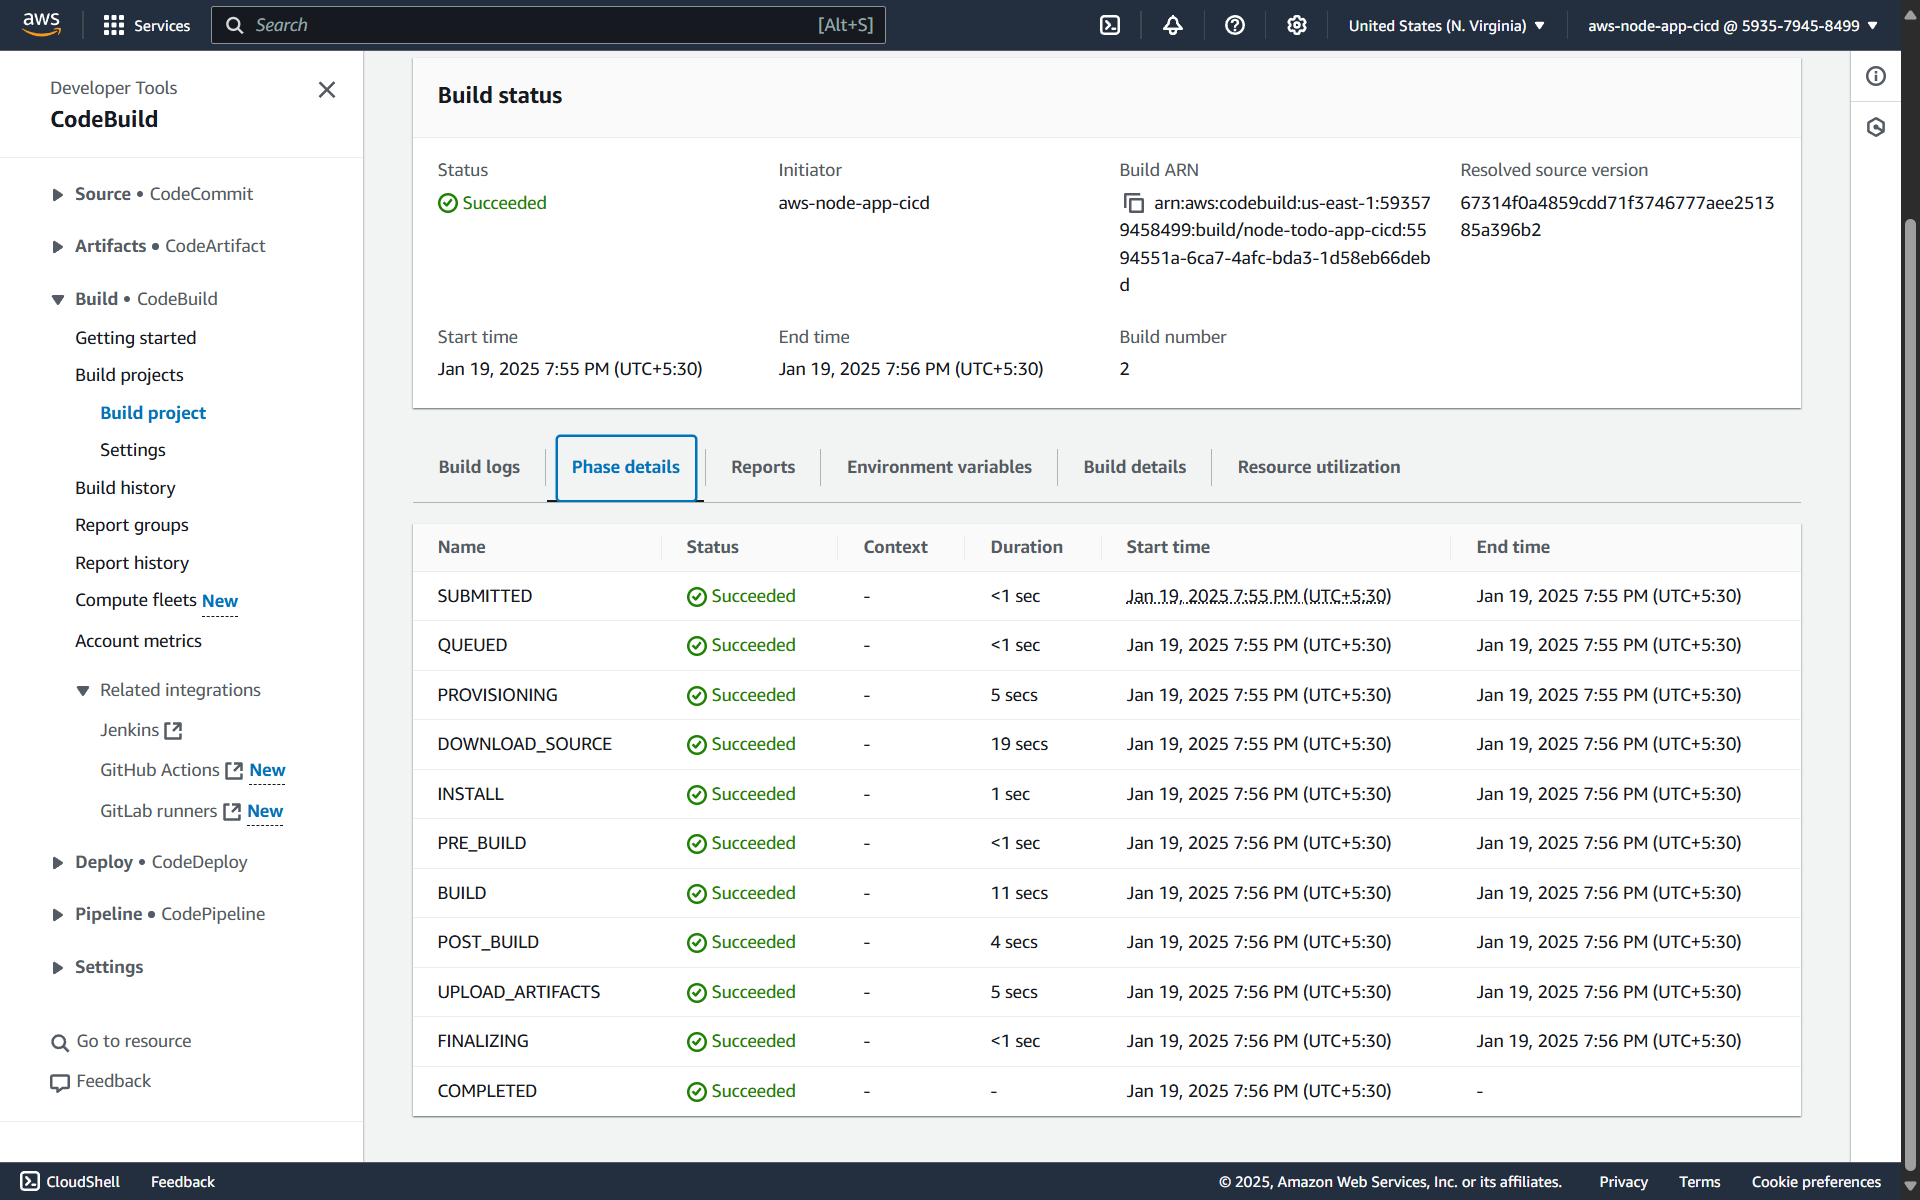 aws
Services
Search
[Alt+S]
United States (N. Virginia)
aws-node-app-cicd @ 5935-7945-8499
Developer Tools
CodeBuild
Source • CodeCommit
Artifacts • CodeArtifact
Build • CodeBuild
Getting started
Build projects
Build project
Settings
Build history
Report groups
Report history
Compute fleets New
Account metrics
Related integrations
Jenkins
GitHub Actions New
GitLab runners New
Deploy • CodeDeploy
Pipeline • CodePipeline
Settings
Go to resource
Feedback
Build status
Status
Succeeded
Initiator
aws-node-app-cicd
Build ARN
arn:aws:codebuild:us-east-1:59357
9458499:build/node-todo-app-cicd:55
94551a-6ca7-4afc-bda3-1d58eb66deb
d
Resolved source version
67314f0a4859cdd71f3746777aee2513
85a396b2
Start time
Jan 19, 2025 7:55 PM (UTC+5:30)
End time
Jan 19, 2025 7:56 PM (UTC+5:30)
Build number
2
Build logs
Phase details
Reports
Environment variables
Build details
Resource utilization
Name Status Context Duration Start time End time
SUBMITTED Succeeded - <1 sec Jan 19, 2025 7:55 PM (UTC+5:30) Jan 19, 2025 7:55 PM (UTC+5:30)
QUEUED Succeeded - <1 sec Jan 19, 2025 7:55 PM (UTC+5:30) Jan 19, 2025 7:55 PM (UTC+5:30)
PROVISIONING Succeeded - 5 secs Jan 19, 2025 7:55 PM (UTC+5:30) Jan 19, 2025 7:55 PM (UTC+5:30)
DOWNLOAD_SOURCE Succeeded - 19 secs Jan 19, 2025 7:55 PM (UTC+5:30) Jan 19, 2025 7:56 PM (UTC+5:30)
INSTALL Succeeded - 1 sec Jan 19, 2025 7:56 PM (UTC+5:30) Jan 19, 2025 7:56 PM (UTC+5:30)
PRE_BUILD Succeeded - <1 sec Jan 19, 2025 7:56 PM (UTC+5:30) Jan 19, 2025 7:56 PM (UTC+5:30)
BUILD Succeeded - 11 secs Jan 19, 2025 7:56 PM (UTC+5:30) Jan 19, 2025 7:56 PM (UTC+5:30)
POST_BUILD Succeeded - 4 secs Jan 19, 2025 7:56 PM (UTC+5:30) Jan 19, 2025 7:56 PM (UTC+5:30)
UPLOAD_ARTIFACTS Succeeded - 5 secs Jan 19, 2025 7:56 PM (UTC+5:30) Jan 19, 2025 7:56 PM (UTC+5:30)
FINALIZING Succeeded - <1 sec Jan 19, 2025 7:56 PM (UTC+5:30) Jan 19, 2025 7:56 PM (UTC+5:30)
COMPLETED Succeeded - - Jan 19, 2025 7:56 PM (UTC+5:30) -
CloudShell
Feedback
© 2025, Amazon Web Services, Inc. or its affiliates.
Privacy
Terms
Cookie preferences